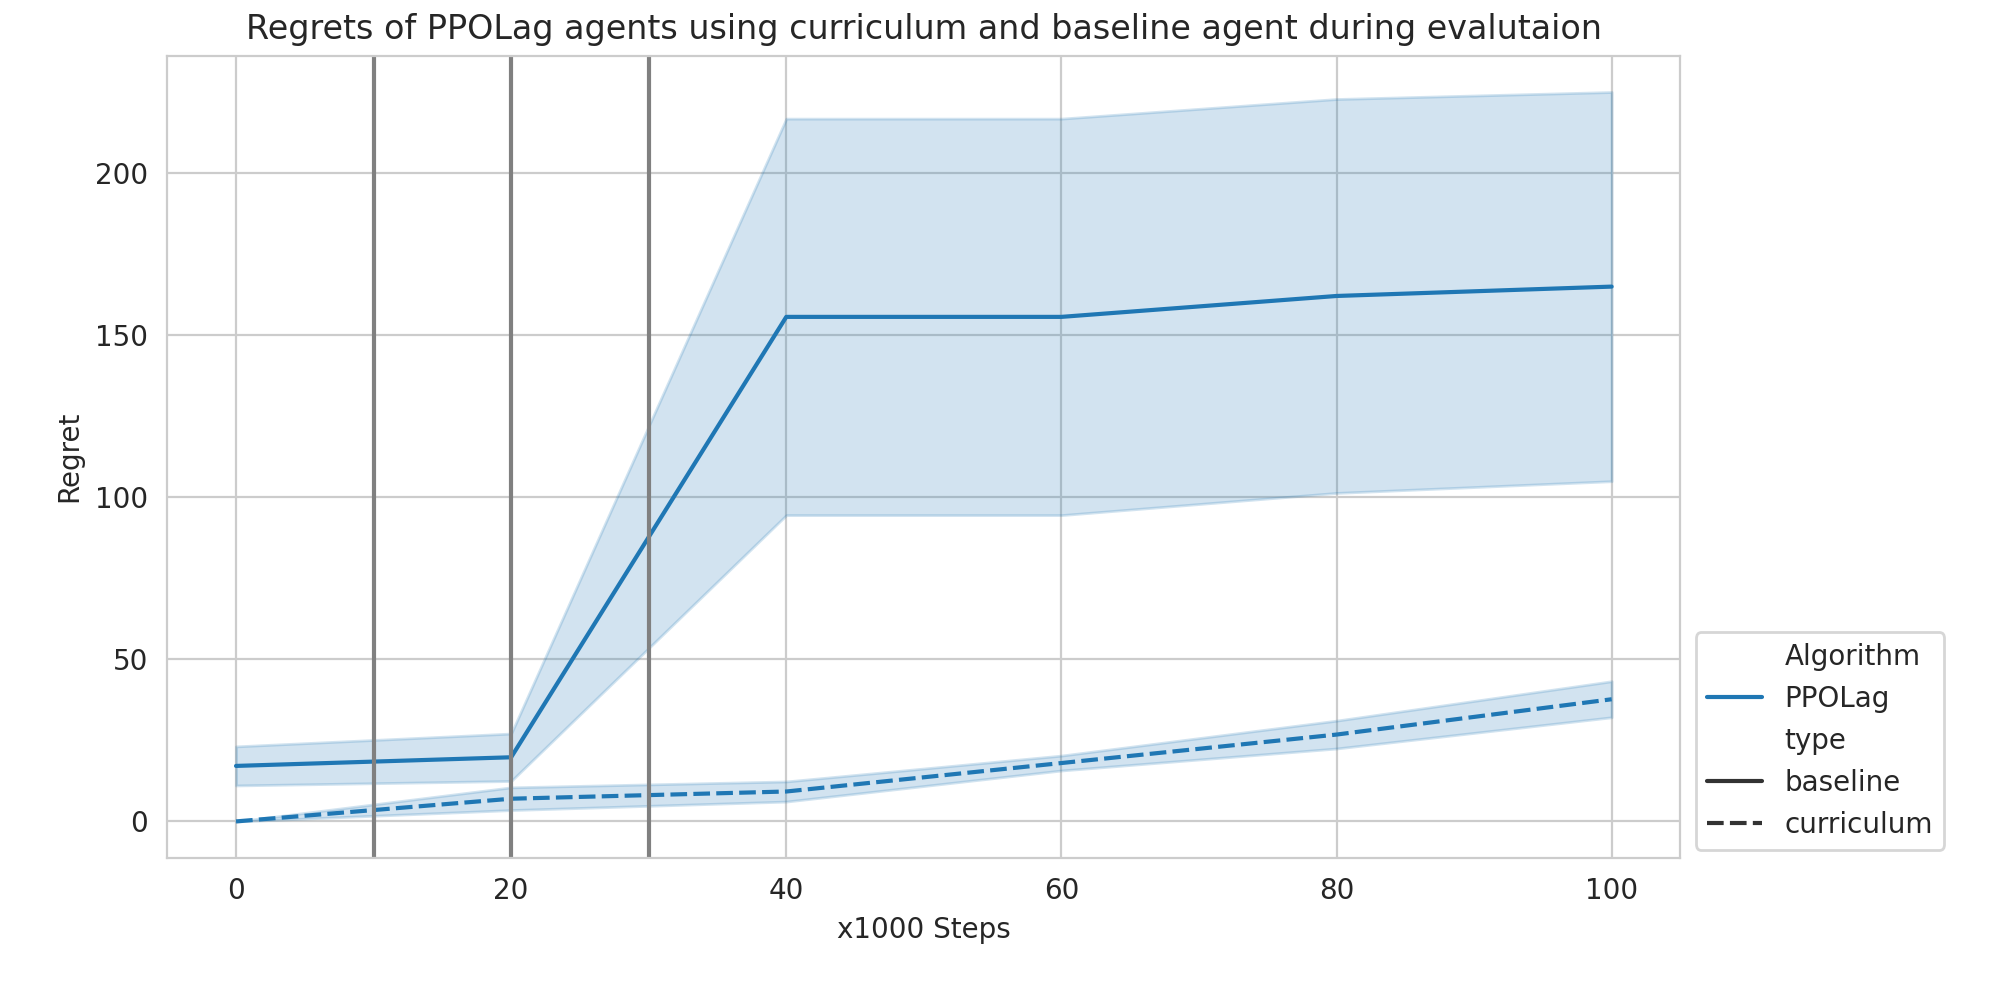 Regrets of PPOLag agents using curriculum and baseline agent during evalutaion
200
150
100
50
0
Regret
0 20 40 60 80 100
x1000 Steps
Algorithm
PPOLag
type
baseline
curriculum